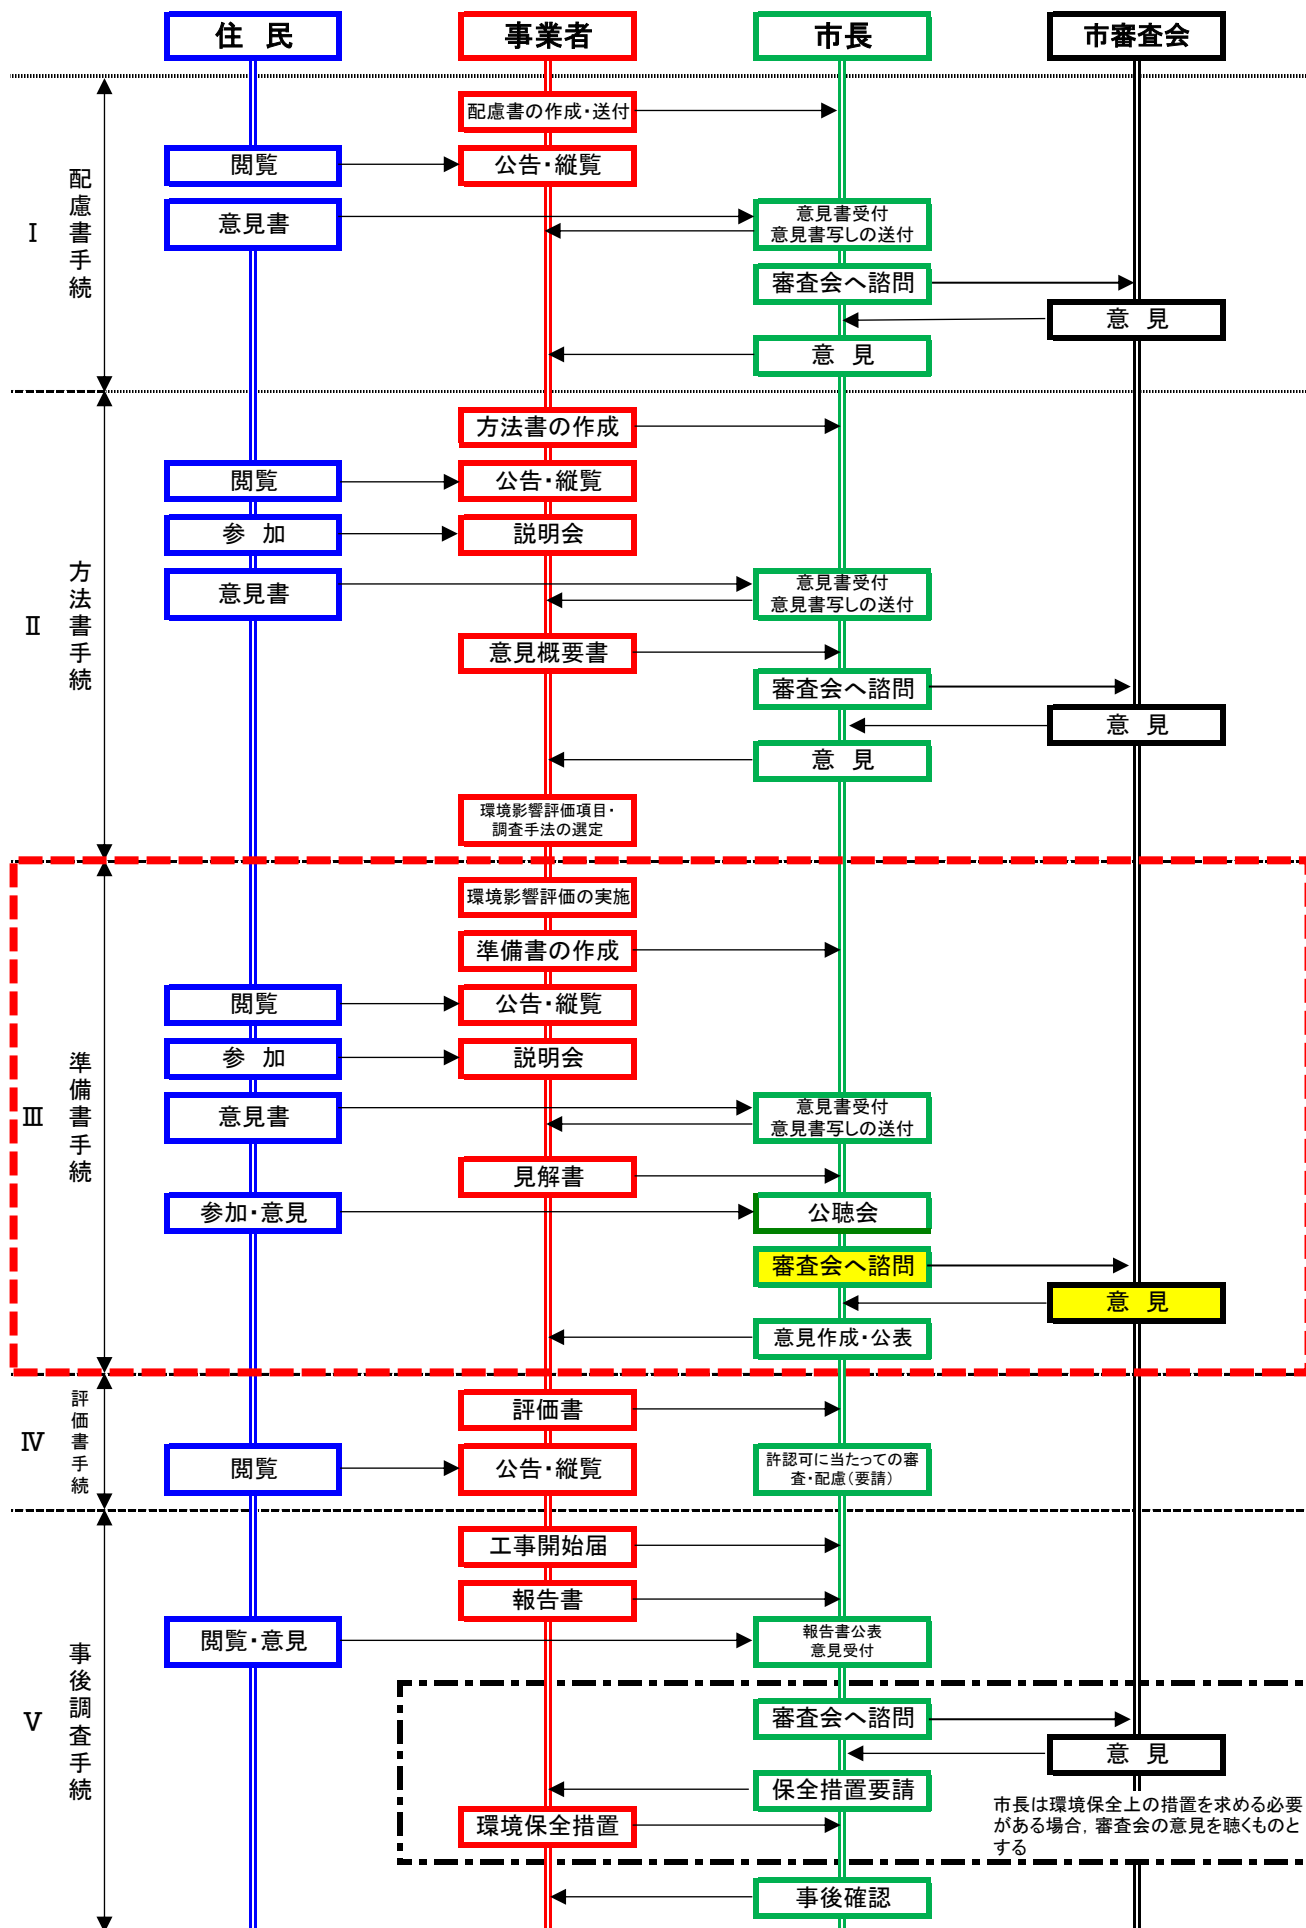 住 民
事業者
市長
市審査会
Ⅰ
配慮書手続
配慮書の作成・送付
閲覧
公告・縦覧
意見書
意見書受付
意見書写しの送付
審査会へ諮問
意 見
意 見
Ⅱ
方法書手続
方法書の作成
閲覧
公告・縦覧
参 加
説明会
意見書
意見書受付
意見書写しの送付
意見概要書
審査会へ諮問
意 見
意 見
環境影響評価項目・
調査手法の選定
Ⅲ
準備書手続
環境影響評価の実施
準備書の作成
閲覧
公告・縦覧
参 加
説明会
意見書
意見書受付
意見書写しの送付
見解書
参加・意見
公聴会
審査会へ諮問
意 見
意見作成・公表
Ⅳ
評価書手続
評価書
閲覧
公告・縦覧
許認可に当たっての審
査・配慮(要請)
Ⅴ
事後調査手続
工事開始届
報告書
閲覧・意見
報告書公表
意見受付
審査会へ諮問
意 見
保全措置要請
環境保全措置
市長は環境保全上の措置を求める必要
がある場合，審査会の意見を聴くものと
する
事後確認